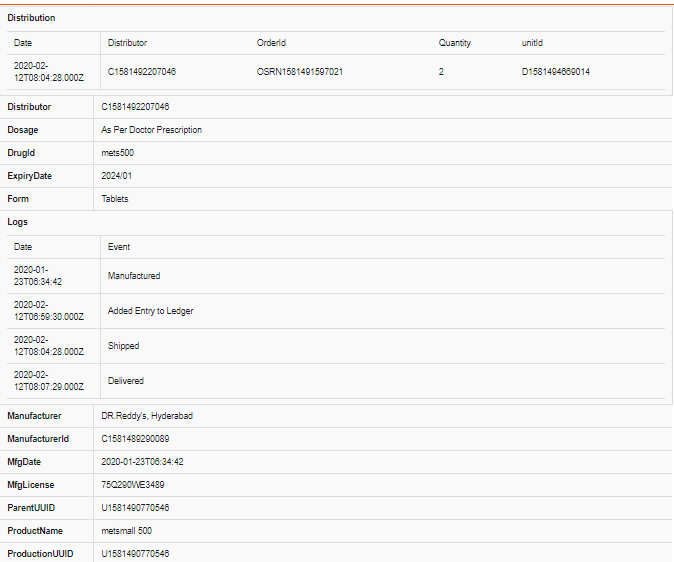 Distribution
Date Distributor OrderId Quantity unitId
2020-02-
12T08:04:28.000Z C1581492207046 OSRN1581491597021 2 D1581494669014
Distributor C1581492207046
Dosage As Per Doctor Prescription
DrugId mets500
ExpiryDate 2024/01
Form Tablets
Logs
Date Event
2020-01-
23T06:34:42 Manufactured
2020-02-
12T06:59:30.000Z Added Entry to Ledger
2020-02-
12T08:04:28.000Z Shipped
2020-02-
12T08:07:29.000Z Delivered
Manufacturer DR.Reddy's, Hyderabad
ManufacturerId C1581489290089
MfgDate 2020-01-23T06:34:42
MfgLicense 75Q290WE3489
ParentUUID U1581490770546
ProductName metsmall 500
ProductionUUID U1581490770546